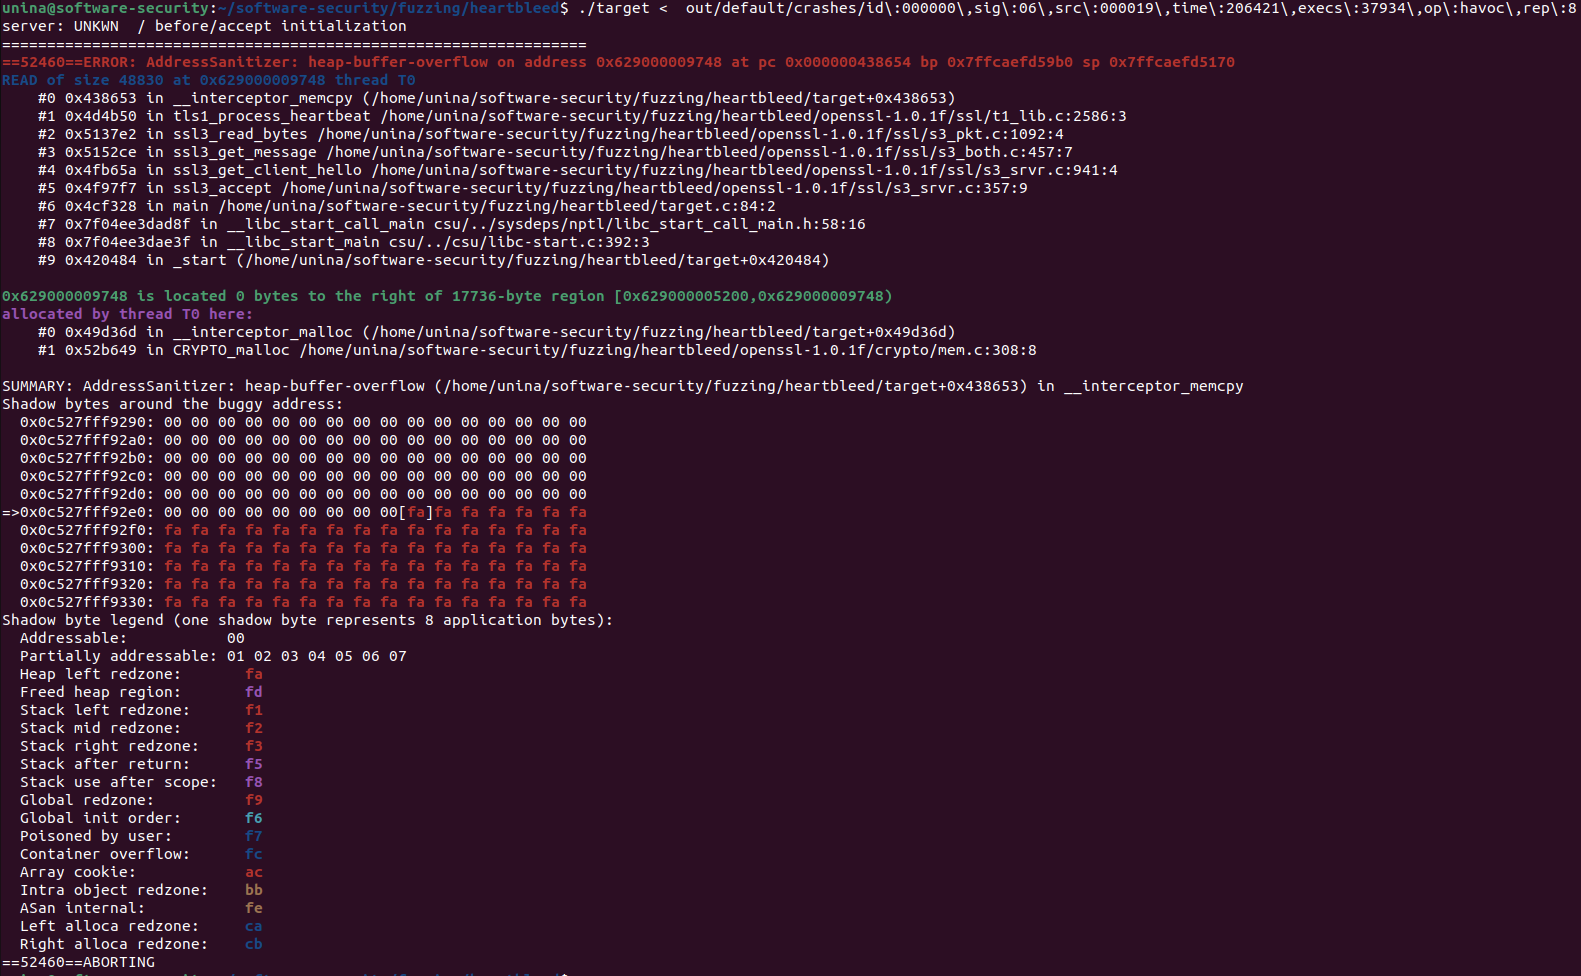 unina@software-security:~/software-security/fuzzing/heartbleed$ ./target <  out/default/crashes/id\:000000\,sig\:06\,src\:000019\,time\:206421\,execs\:37934\,op\:havoc\,rep\:8
server: UNKWN  / before/accept initialization
=================================================================
==52460==ERROR: AddressSanitizer: heap-buffer-overflow on address 0x629000009748 at pc 0x000000438654 bp 0x7ffcaefd59b0 sp 0x7ffcaefd5170
READ of size 48830 at 0x629000009748 thread T0
    #0 0x438653 in __interceptor_memcpy (/home/unina/software-security/fuzzing/heartbleed/target+0x438653)
    #1 0x4d4b50 in tls1_process_heartbeat /home/unina/software-security/fuzzing/heartbleed/openssl-1.0.1f/ssl/t1_lib.c:2586:3
    #2 0x5137e2 in ssl3_read_bytes /home/unina/software-security/fuzzing/heartbleed/openssl-1.0.1f/ssl/s3_pkt.c:1092:4
    #3 0x5152ce in ssl3_get_message /home/unina/software-security/fuzzing/heartbleed/openssl-1.0.1f/ssl/s3_both.c:457:7
    #4 0x4fb65a in ssl3_get_client_hello /home/unina/software-security/fuzzing/heartbleed/openssl-1.0.1f/ssl/s3_srvr.c:941:4
    #5 0x4f97f7 in ssl3_accept /home/unina/software-security/fuzzing/heartbleed/openssl-1.0.1f/ssl/s3_srvr.c:357:9
    #6 0x4cf328 in main /home/unina/software-security/fuzzing/heartbleed/target.c:84:2
    #7 0x7f04ee3dad8f in __libc_start_call_main csu/../sysdeps/nptl/libc_start_call_main.h:58:16
    #8 0x7f04ee3dae3f in __libc_start_main csu/../csu/libc-start.c:392:3
    #9 0x420484 in _start (/home/unina/software-security/fuzzing/heartbleed/target+0x420484)

0x629000009748 is located 0 bytes to the right of 17736-byte region [0x629000005200,0x629000009748)
allocated by thread T0 here:
    #0 0x49d36d in __interceptor_malloc (/home/unina/software-security/fuzzing/heartbleed/target+0x49d36d)
    #1 0x52b649 in CRYPTO_malloc /home/unina/software-security/fuzzing/heartbleed/openssl-1.0.1f/crypto/mem.c:308:8

SUMMARY: AddressSanitizer: heap-buffer-overflow (/home/unina/software-security/fuzzing/heartbleed/target+0x438653) in __interceptor_memcpy
Shadow bytes around the buggy address:
  0x0c527fff9290: 00 00 00 00 00 00 00 00 00 00 00 00 00 00 00 00
  0x0c527fff92a0: 00 00 00 00 00 00 00 00 00 00 00 00 00 00 00 00
  0x0c527fff92b0: 00 00 00 00 00 00 00 00 00 00 00 00 00 00 00 00
  0x0c527fff92c0: 00 00 00 00 00 00 00 00 00 00 00 00 00 00 00 00
  0x0c527fff92d0: 00 00 00 00 00 00 00 00 00 00 00 00 00 00 00 00
=>0x0c527fff92e0: 00 00 00 00 00 00 00 00 00[fa]fa fa fa fa fa fa
  0x0c527fff92f0: fa fa fa fa fa fa fa fa fa fa fa fa fa fa fa fa
  0x0c527fff9300: fa fa fa fa fa fa fa fa fa fa fa fa fa fa fa fa
  0x0c527fff9310: fa fa fa fa fa fa fa fa fa fa fa fa fa fa fa fa
  0x0c527fff9320: fa fa fa fa fa fa fa fa fa fa fa fa fa fa fa fa
  0x0c527fff9330: fa fa fa fa fa fa fa fa fa fa fa fa fa fa fa fa
Shadow byte legend (one shadow byte represents 8 application bytes):
  Addressable:           00
  Partially addressable: 01 02 03 04 05 06 07
  Heap left redzone:       fa
  Freed heap region:       fd
  Stack left redzone:      f1
  Stack mid redzone:       f2
  Stack right redzone:     f3
  Stack after return:      f5
  Stack use after scope:   f8
  Global redzone:          f9
  Global init order:       f6
  Poisoned by user:        f7
  Container overflow:      fc
  Array cookie:            ac
  Intra object redzone:    bb
  ASan internal:           fe
  Left alloca redzone:     ca
  Right alloca redzone:    cb
==52460==ABORTING